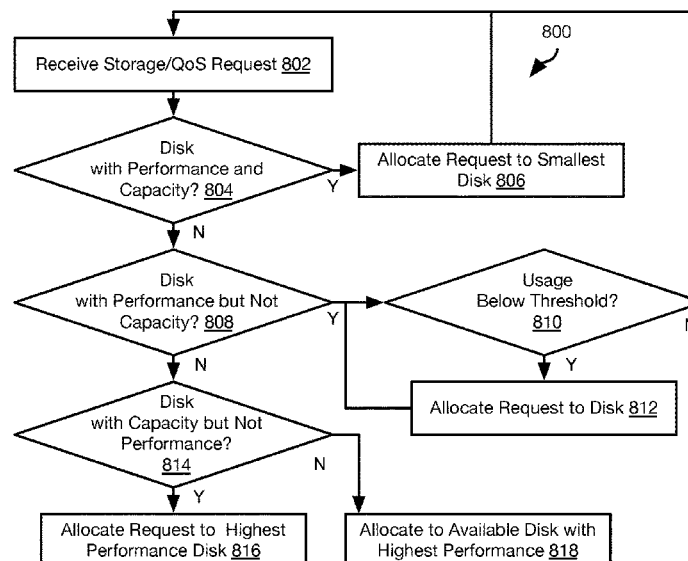 800
Receive Storage/QoS Request 802
Disk
with Performance and
Capacity? 804
Y
Allocate Request to Smallest
Disk 806
N
Disk
with Performance but Not
Capacity? 808
Y
Usage
Below Threshold?
810
N
N
Y
Allocate Request to Disk 812
Disk
with Capacity but Not
Performance?
814
N
Y
Allocate Request to Highest
Performance Disk 816
Allocate to Available Disk with
Highest Performance 818